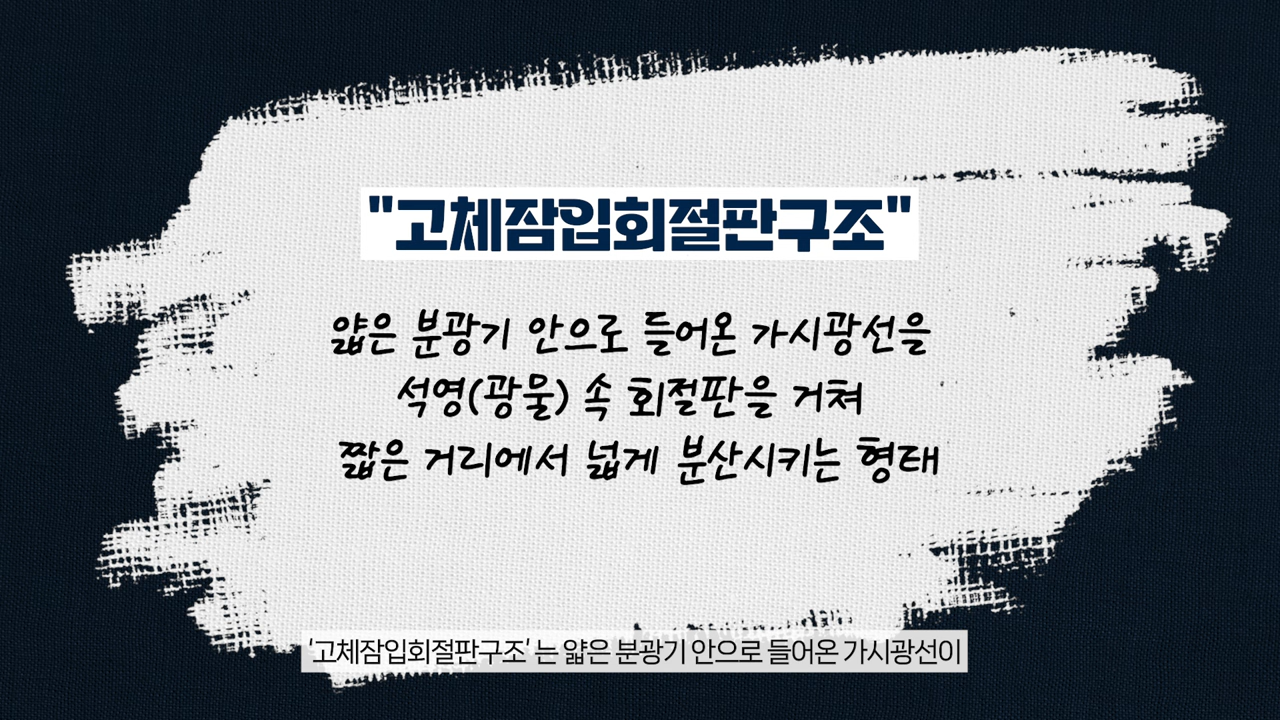 "고체잠입회절판구조"
얇은 분광기 안으로 들어온 가시광선을
석영(광물) 속 회절판을 거쳐
짧은 거리에서 넓게 분산시키는 형태
'고체잠입회절판구조'는 얇은 분광기 안으로 들어온 가시광선이